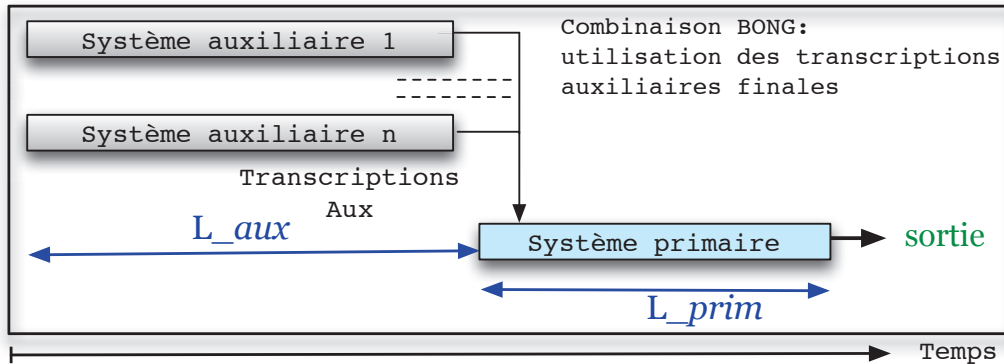 Système auxiliaire 1
Combinaison BONG:
utilisation des transcriptions
auxiliaires finales
Système auxiliaire n
Transcriptions
Aux
L_aux
Système primaire
sortie
L_prim
Temps